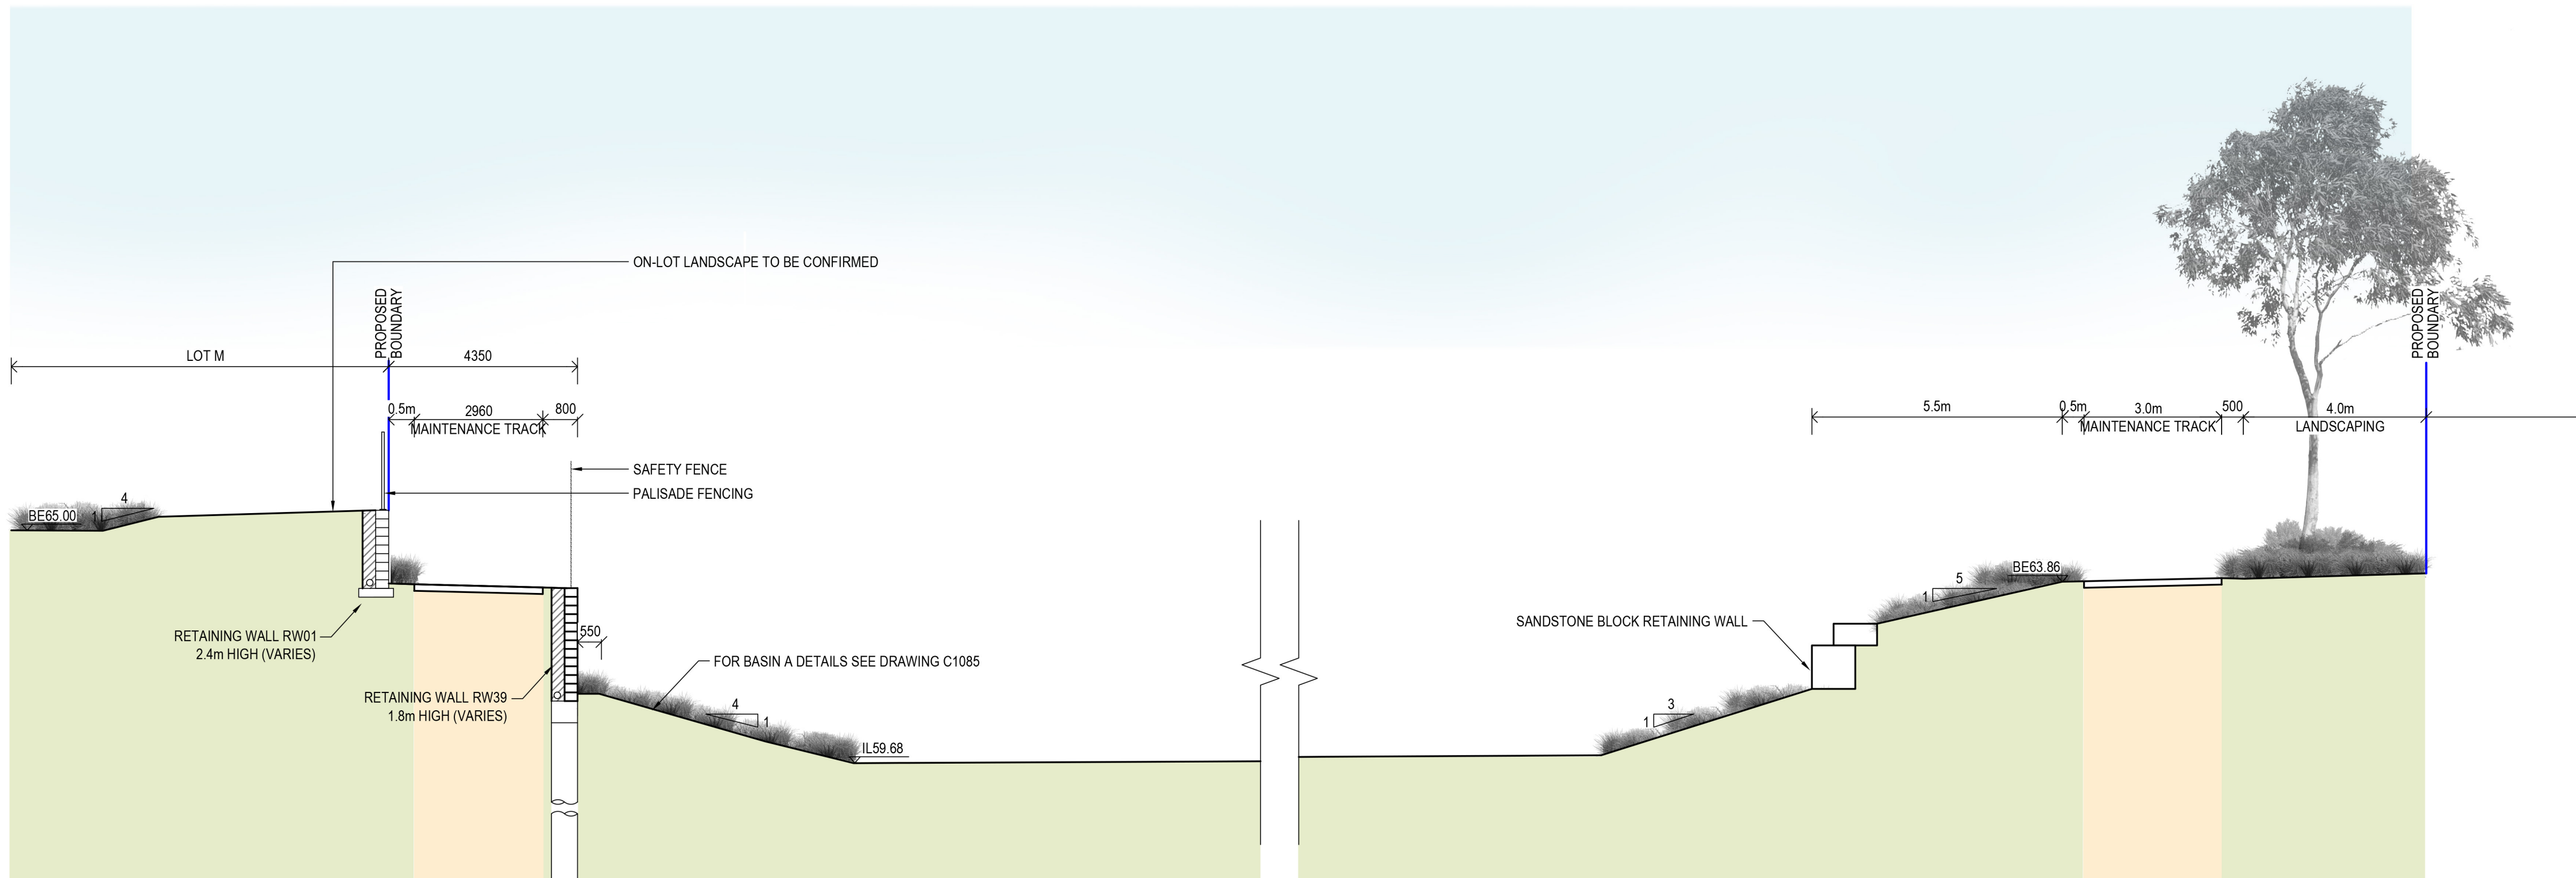 ON-LOT LANDSCAPE TO BE CONFIRMED
PROPOSED
BOUNDARY
PROPOSED
BOUNDARY
LOT M
4350
0.5m
2960
800
MAINTENANCE TRACK
5.5m
0.5m
3.0m
500
4.0m
MAINTENANCE TRACK
LANDSCAPING
SAFETY FENCE
PALISADE FENCING
4
1
BE65.00
BE63.86
5
1
SANDSTONE BLOCK RETAINING WALL
RETAINING WALL RW01
2.4m HIGH (VARIES)
550
FOR BASIN A DETAILS SEE DRAWING C1085
RETAINING WALL RW39
1.8m HIGH (VARIES)
4
1
3
1
IL59.68